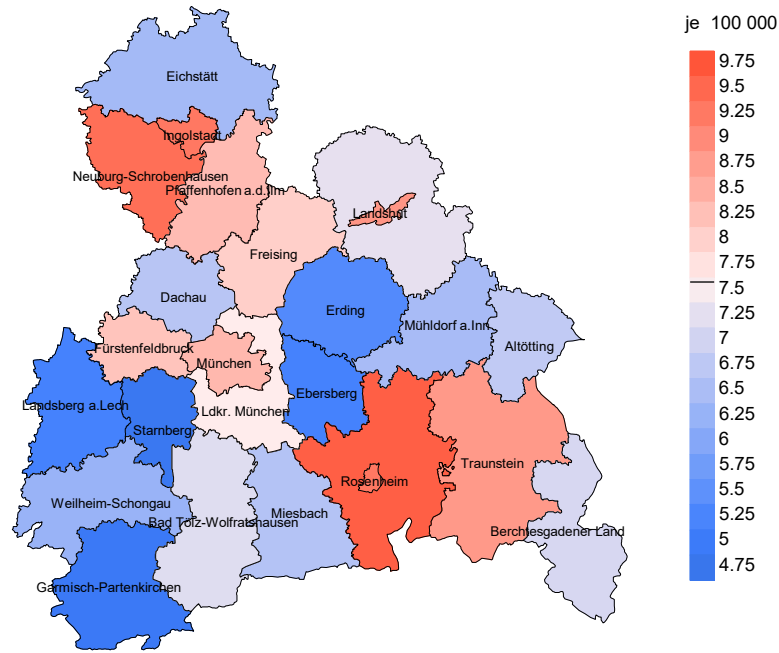 je 100 000
Eichstätt
Ingolstadt
Neuburg-Schrobenhausen
Pfaffenhofen a.d.Ilm
Landshut
Freising
Dachau
Erding
Mühldorf a.Inn
Altötting
Fürstenfeldbruck
München
Landsberg a.Lech
Starnberg
Ldkr. München
Ebersberg
Traunstein
Rosenheim
Weilheim-Schongau
Bad Tölz-Wolfratshausen
Miesbach
Berchtesgadener Land
Garmisch-Partenkirchen
9.75
9.5
9.25
9
8.75
8.5
8.25
8
7.75
7.5
7.25
7
6.75
6.5
6.25
6
5.75
5.5
5.25
5
4.75